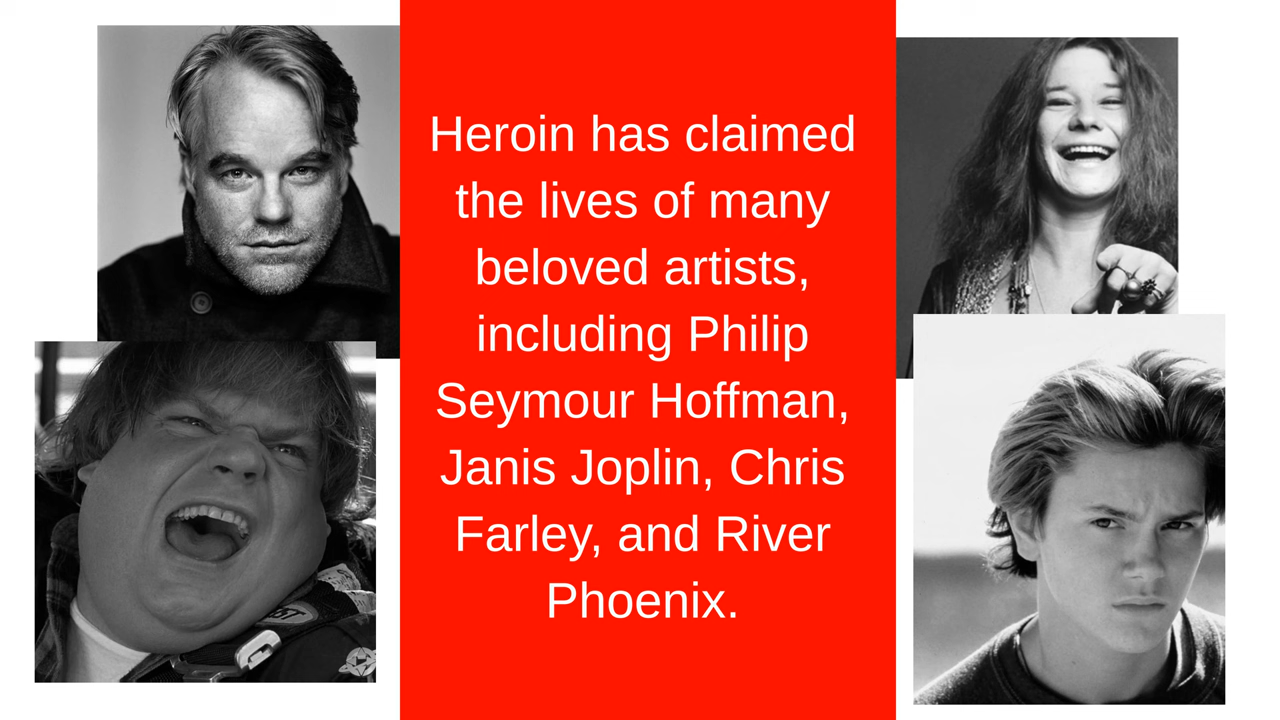 Heroin has claimed
the lives of many
beloved artists,
including Philip
Seymour Hoffman,
Janis Joplin, Chris
Farley, and River
Phoenix.